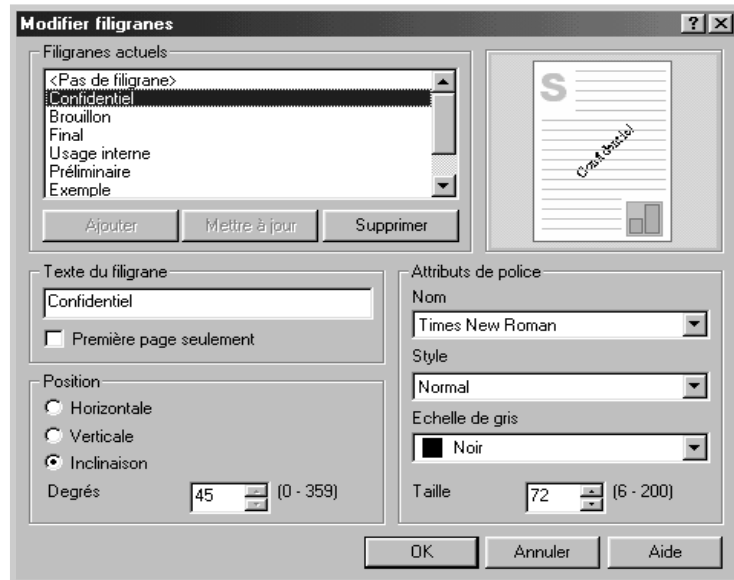 Modifier filigranes
Filigranes actuels
<Pas de filigrane>
Confidentiel
Brouillon
Final
Usage interne
Préliminaire
Exemple
Ajouter
Mettre à jour
Supprimer
S
Confidentiel
Texte du filigrane
Confidentiel
Première page seulement
Position
Horizontale
Verticale
Inclinaison
Degrés 45 (0 - 359)
Attributs de police
Nom
Times New Roman
Style
Normal
Echelle de gris
Noir
Taille 72 (6 - 200)
OK Annuler Aide